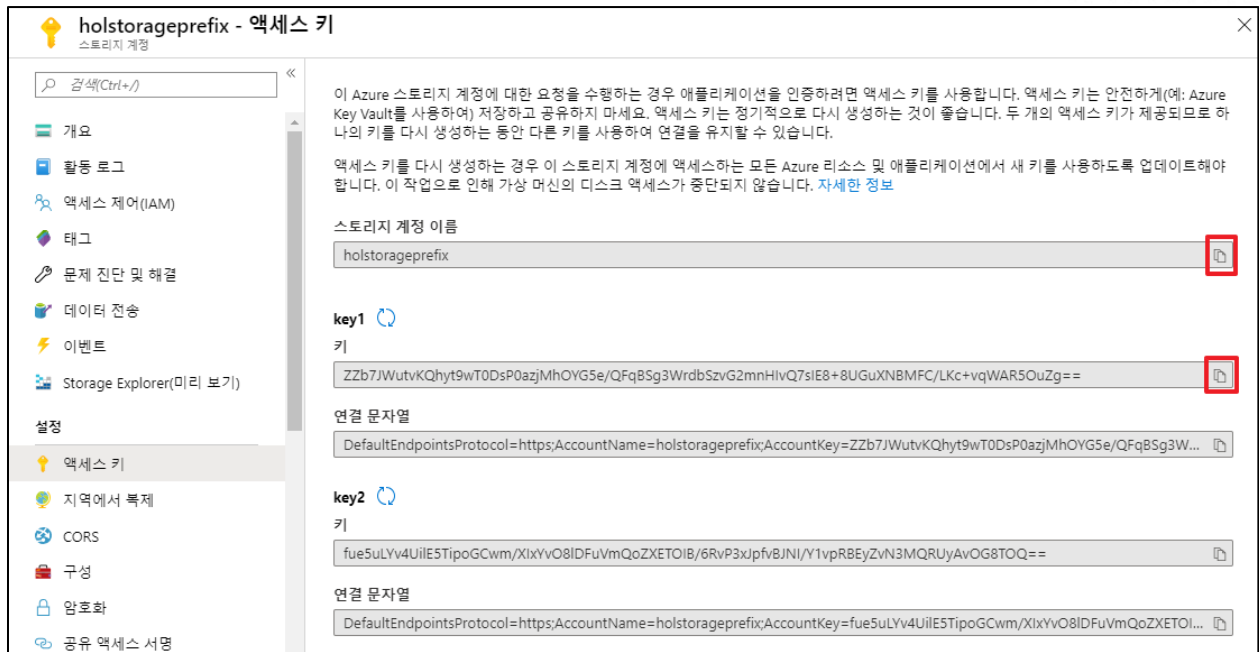 holstorageprefix - 액세스 키
스토리지 계정
검색(Ctrl+/)
개요
활동 로그
액세스 제어(IAM)
태그
문제 진단 및 해결
데이터 전송
이벤트
Storage Explorer(미리 보기)
설정
액세스 키
지역에서 복제
CORS
구성
암호화
공유 액세스 서명
이 Azure 스토리지 계정에 대한 요청을 수행하는 경우 애플리케이션을 인증하려면 액세스 키를 사용합니다. 액세스 키는 안전하게(예: Azure
Key Vault를 사용하여) 저장하고 공유하지 마세요. 액세스 키는 정기적으로 다시 생성하는 것이 좋습니다. 두 개의 액세스 키가 제공되므로 하
나의 키를 다시 생성하는 동안 다른 키를 사용하여 연결을 유지할 수 있습니다.
액세스 키를 다시 생성하는 경우 이 스토리지 계정에 액세스하는 모든 Azure 리소스 및 애플리케이션에서 새 키를 사용하도록 업데이트해야
합니다. 이 작업으로 인해 가상 머신의 디스크 액세스가 중단되지 않습니다. 자세한 정보
스토리지 계정 이름
holstorageprefix
key1
키
ZZb7JWutvKQhyt9wT0DsP0azjMhOYG5e/QFqBSg3WrdbSzvG2mnHIvQ7sIE8+8UGuXNBMFC/LKc+vqWAR5OuZg==
연결 문자열
DefaultEndpointsProtocol=https;AccountName=holstorageprefix;AccountKey=ZZb7JWutvKQhyt9wT0DsP0azjMhOYG5e/QFqBSg3W...
key2
키
fue5uLYv4UilE5TipoGCwm/XIxYvO8lDFuVmQoZXETOIB/6RvP3xJpfvBJNI/Y1vpRBEyZvN3MQRUyAvOG8TOQ==
연결 문자열
DefaultEndpointsProtocol=https;AccountName=holstorageprefix;AccountKey=fue5uLYv4UilE5TipoGCwm/XIxYvO8lDFuVmQoZXETOI...